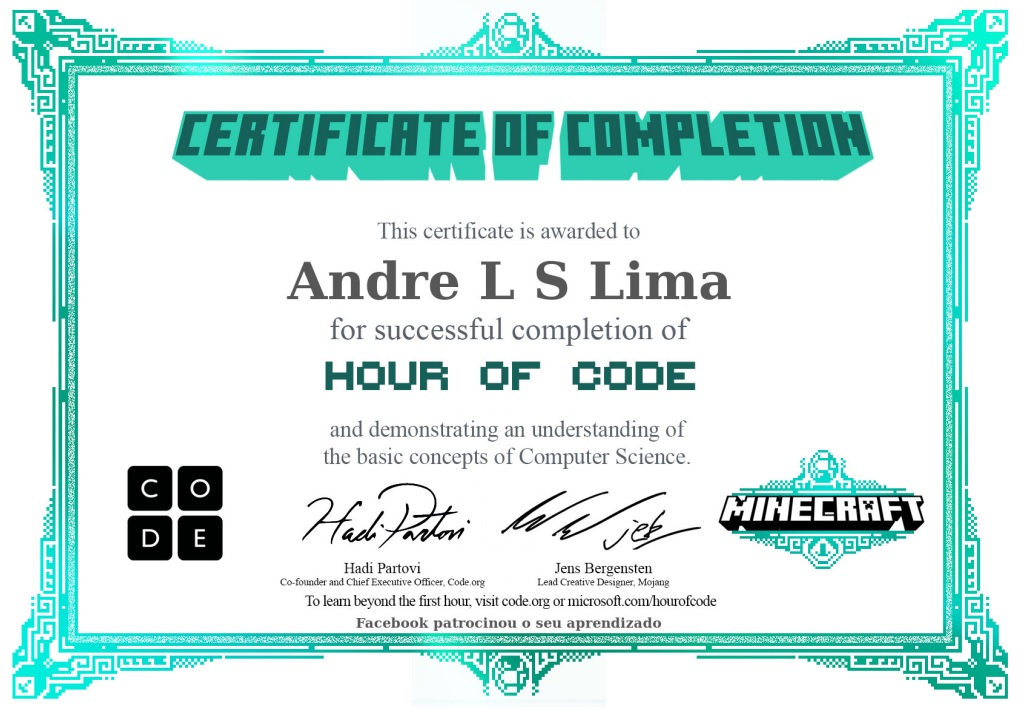 CERTIFICATE OF COMPLETION
This certificate is awarded to
Andre L S Lima
for successful completion of
HOUR OF CODE
and demonstrating an understanding of
the basic concepts of Computer Science.
C O
D E
Hadi Partovi
jeb
MINECRAFT
Hadi Partovi
Jens Bergensten
Co-founder and Chief Executive Officer, Code.org
Lead Creative Designer, Mojang
To learn beyond the first hour, visit code.org or microsoft.com/hourofcode
Facebook patrocinou o seu aprendizado